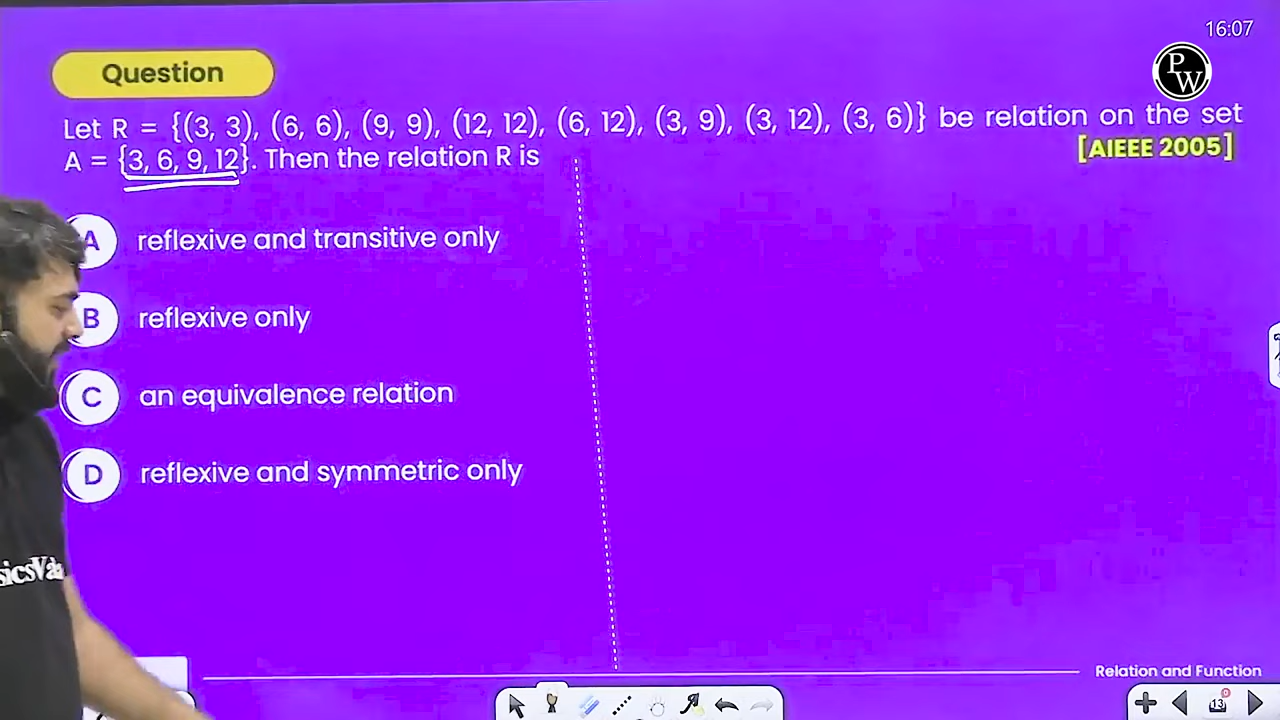 16:07
PW
Question
Let R = {(3, 3), (6, 6), (9, 9), (12, 12), (6, 12), (3, 9), (3, 12), (3, 6)} be relation on the set
A = {3, 6, 9, 12}. Then the relation R is
[AIEEE 2005]
A reflexive and transitive only
B reflexive only
C an equivalence relation
D reflexive and symmetric only
Relation and Function
13